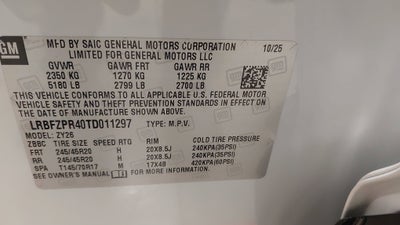 GM
MFD BY SAIC GENERAL MOTORS CORPORATION 10/25
LIMITED FOR GENERAL MOTORS LLC
GVWR GAWR FRT GAWR RR
2350 KG 1270 KG 1225 KG
5180 LB 2799 LB 2700 LB
THIS VEHICLE CONFORMS TO ALL APPLICABLE U.S. FEDERAL MOTOR
VEHICLE SAFETY, BUMPER, AND THEFT PREVENTION STANDARDS
IN EFFECT ON THE DATE OF MANUFACTURE SHOWN ABOVE.
LRBFZPR40TD011297 TYPE: M.P.V.
MODEL: ZY26
ZBBC TIRE SIZE SPEED RTG RIM COLD TIRE PRESSURE
FRT 245/45R20 H 20X8.5J 240KPA(35PSI)
RR 245/45R20 H 20X8.5J 240KPA(35PSI)
SPA T145/70R17 M 17X4B 420KPA(60PSI)
SEE OWNER'S MANUAL FOR MORE INFORMATION.